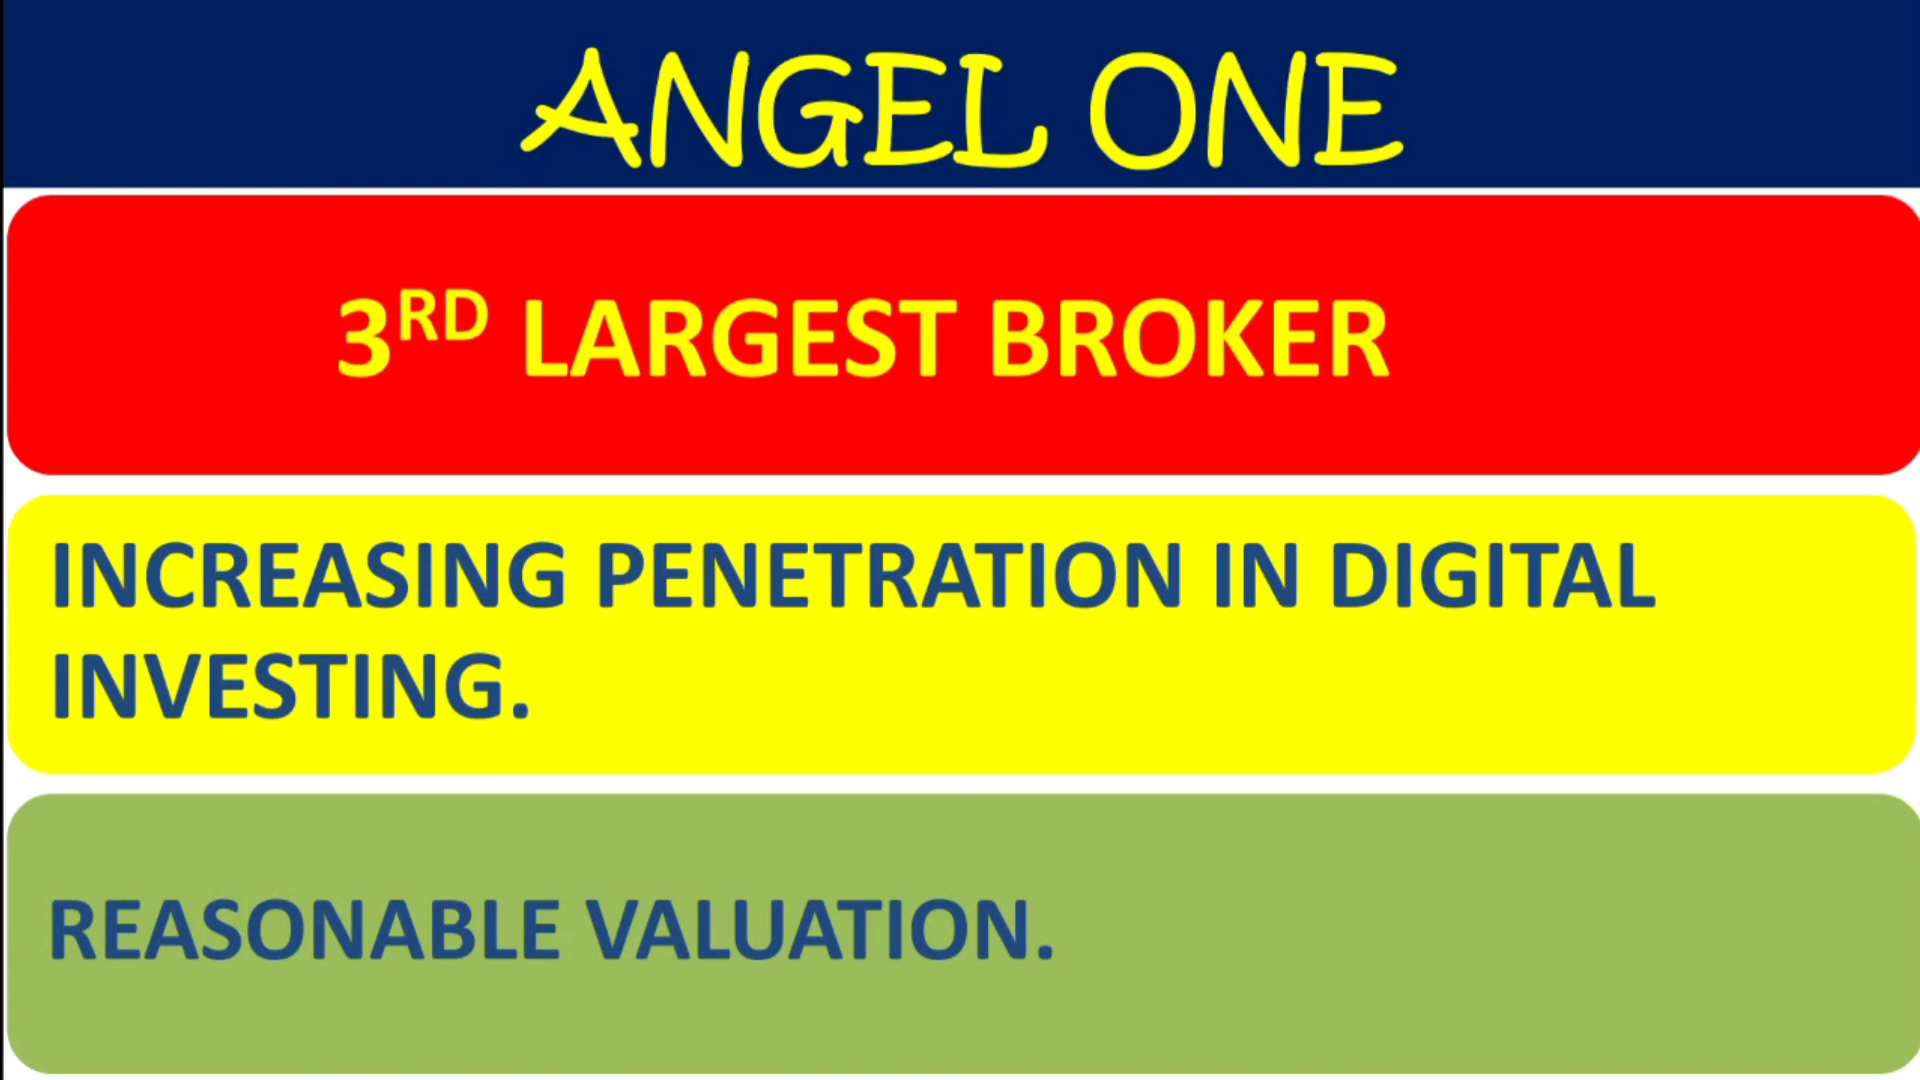 ANGEL ONE
3RD LARGEST BROKER
INCREASING PENETRATION IN DIGITAL
INVESTING.
REASONABLE VALUATION.